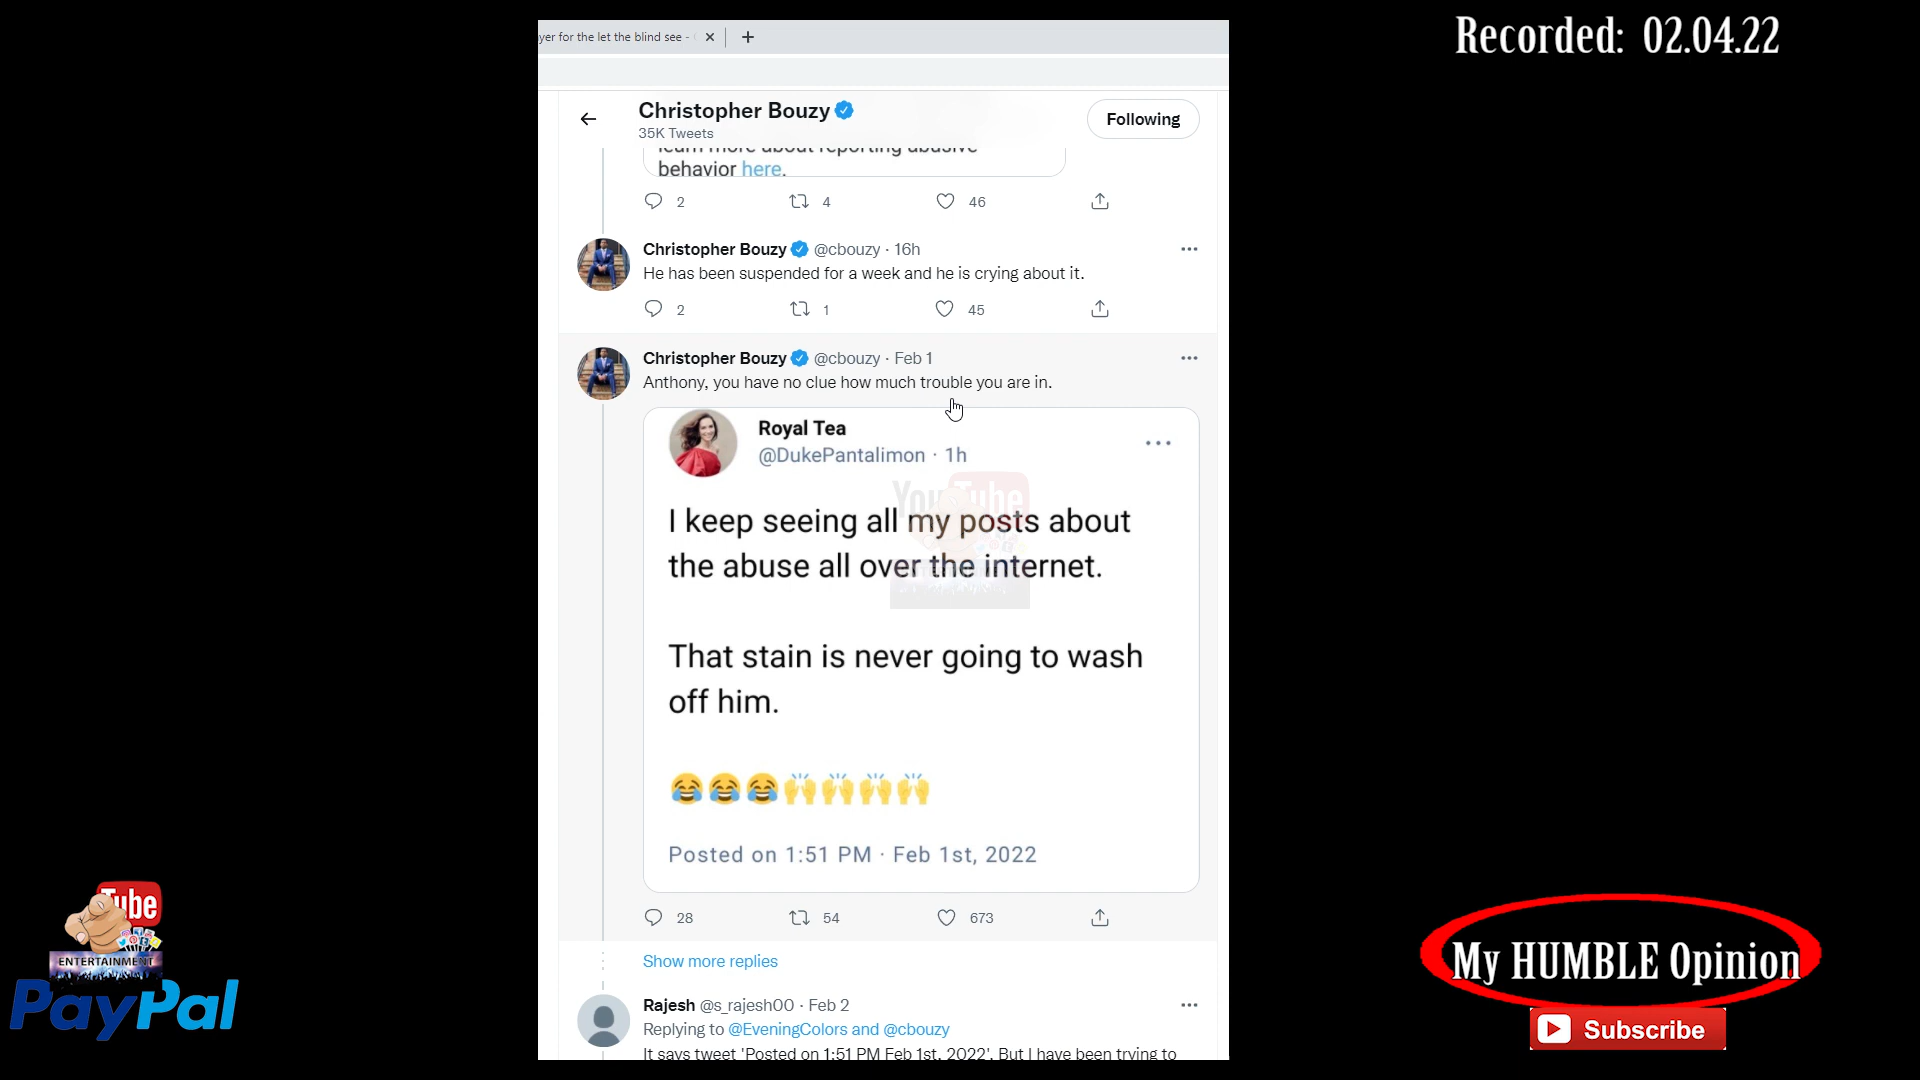 Recorded: 02.04.22
yer for the let the blind see -
Christopher Bouzy
35K Tweets
Following
learn more about reporting abusive
behavior here.
2 4 46
Christopher Bouzy @cbouzy · 16h
He has been suspended for a week and he is crying about it.
2 1 45
Christopher Bouzy @cbouzy · Feb 1
Anthony, you have no clue how much trouble you are in.
Royal Tea
@DukePantalimon · 1h
YouTube
I keep seeing all my posts about
the abuse all over the internet.
That stain is never going to wash
off him.
😂😂😂🙌🙌🙌🙌
Posted on 1:51 PM · Feb 1st, 2022
28 54 673
Show more replies
Rajesh @s_rajesh00 · Feb 2
Replying to @EveningColors and @cbouzy
It says tweet 'Posted on 1:51 PM Feb 1st, 2022'. But I have been trying to
Tube
ENTERTAINMENT
PayPal
My HUMBLE Opinion
Subscribe